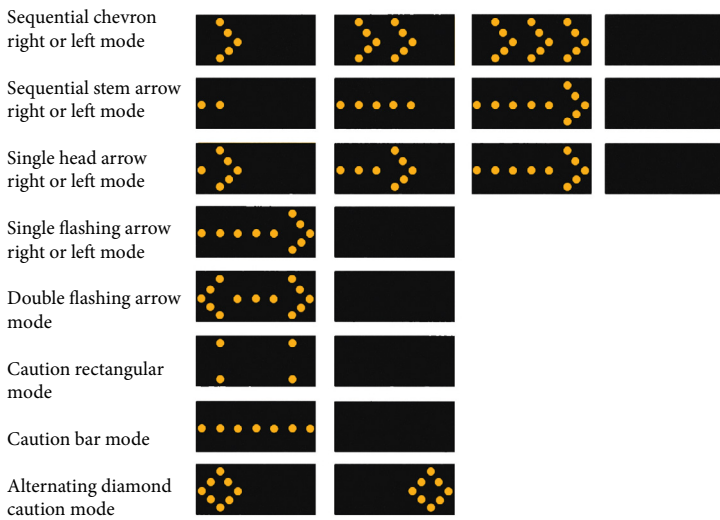 Sequential chevron
right or left mode
Sequential stem arrow
right or left mode
Single head arrow
right or left mode
Single flashing arrow
right or left mode
Double flashing arrow
mode
Caution rectangular
mode
Caution bar mode
Alternating diamond
caution mode